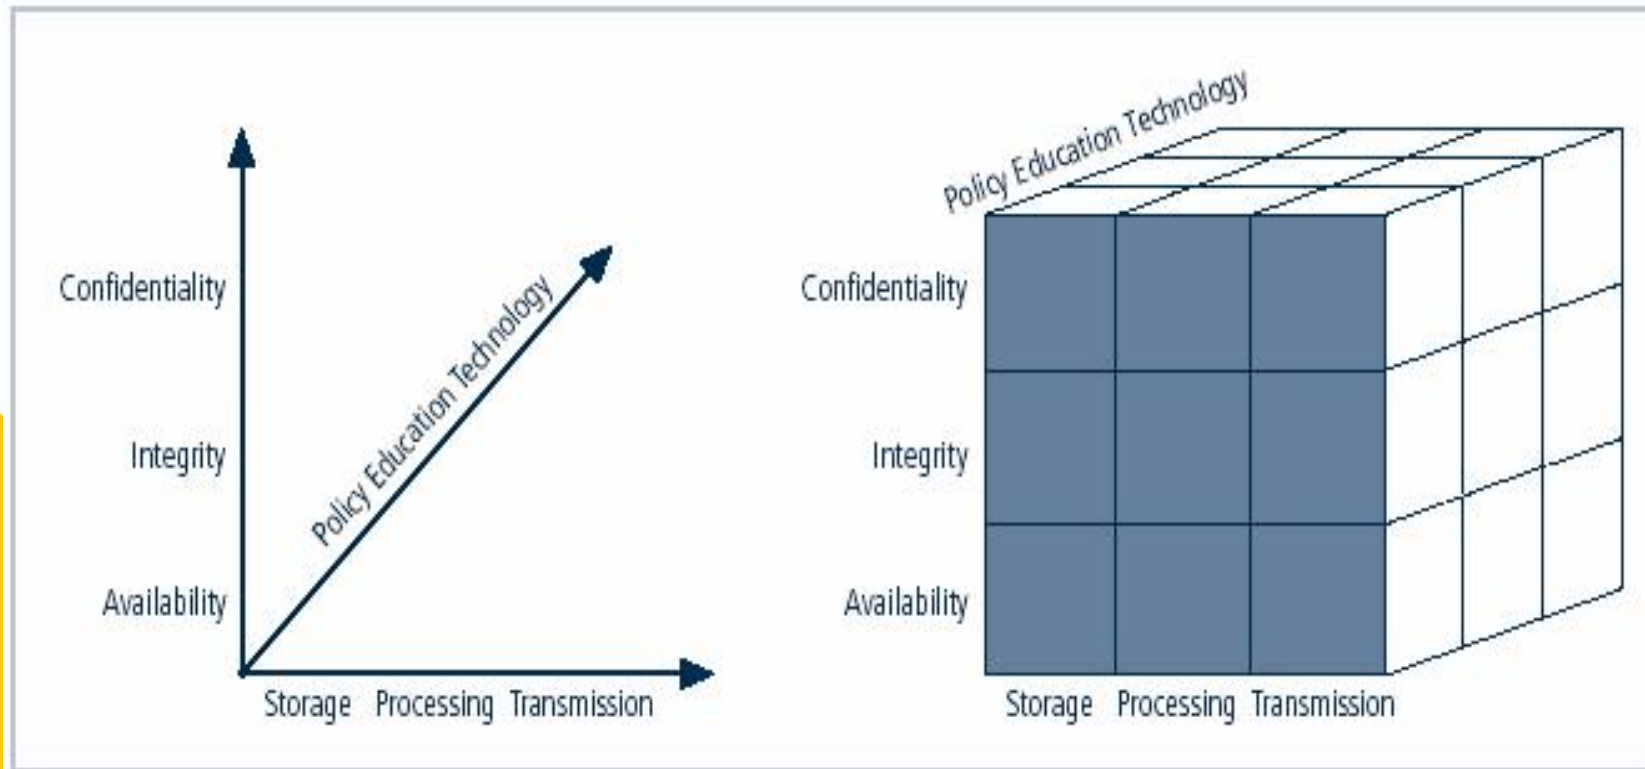 Policy Education Technology
Confidentiality
Integrity
Availability
Storage Processing Transmission
Policy Education Technology
Confidentiality
Integrity
Availability
Storage Processing Transmission